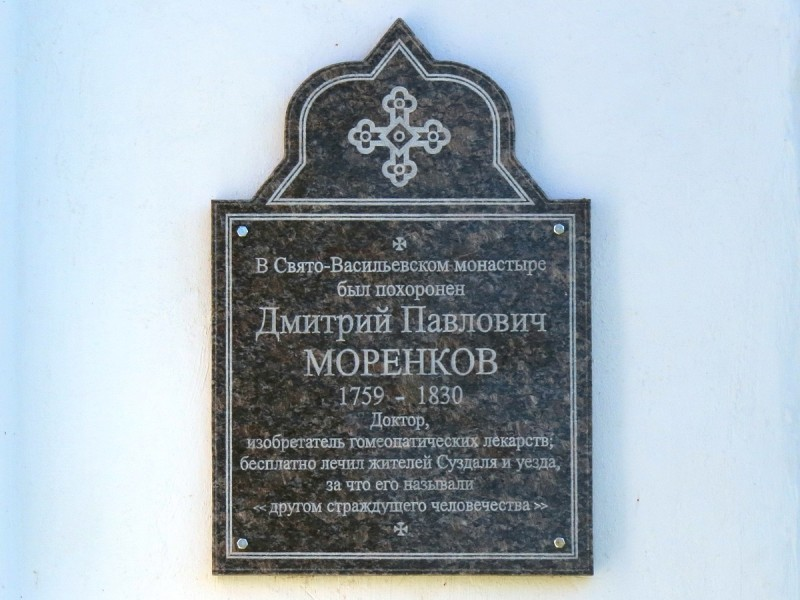 В Свято-Васильевском монастыре
был похоронен
Дмитрий Павлович
МОРЕНКОВ
1759 - 1830
Доктор,
изобретатель гомеопатических лекарств;
бесплатно лечил жителей Суздаля и уезда,
за что его называли
«другом страждущего человечества»